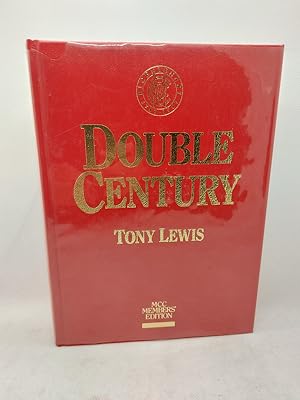 DOUBLE
CENTURY
TONY LEWIS
MCC
MEMBERS'
EDITION